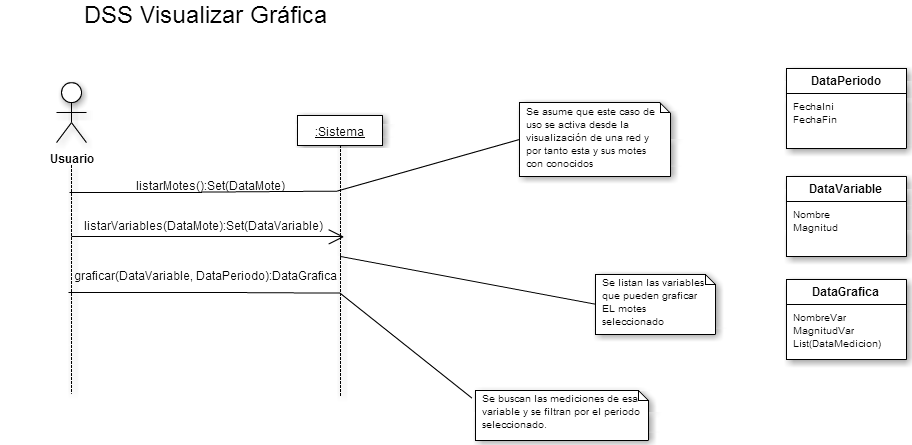 DSS Visualizar Gráfica
Usuario
:Sistema
listarMotes():Set(DataMote)
listarVariables(DataMote):Set(DataVariable)
graficar(DataVariable, DataPeriodo):DataGrafica
Se asume que este caso de
uso se activa desde la
visualización de una red y
por tanto esta y sus motes
con conocidos
Se listan las variables
que pueden graficar
EL motes
seleccionado
Se buscan las mediciones de esa
variable y se filtran por el periodo
seleccionado.
DataPeriodo
FechaIni
FechaFin
DataVariable
Nombre
Magnitud
DataGrafica
NombreVar
MagnitudVar
List(DataMedicion)